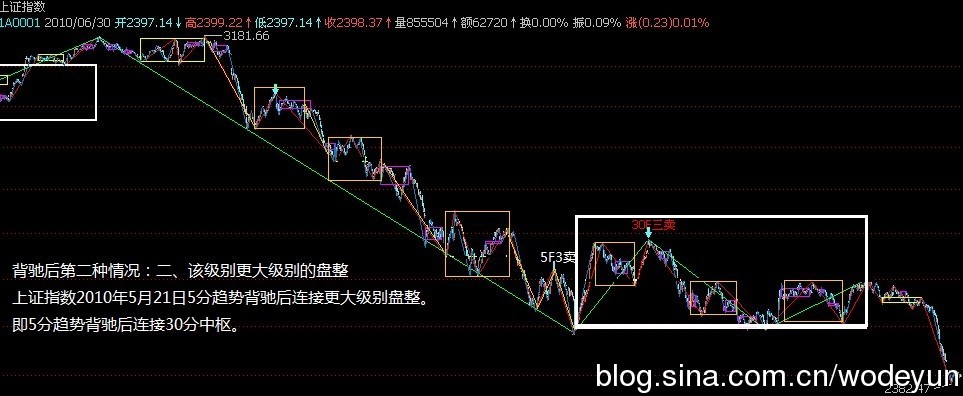 上证指数
1A0001 2010/06/30 开2397.14↓高2399.22↑低2397.14↑收2398.37↑量855504↑额62720↑换0.00% 振0.09% 涨(0.23)0.01%
3181.66
30F三卖
5F3卖
背驰后第二种情况：二、该级别更大级别的盘整
上证指数2010年5月21日5分趋势背驰后连接更大级别盘整。
即5分趋势背驰后连接30分中枢。
blog.sina.com.cn/wodeyun
2382.47